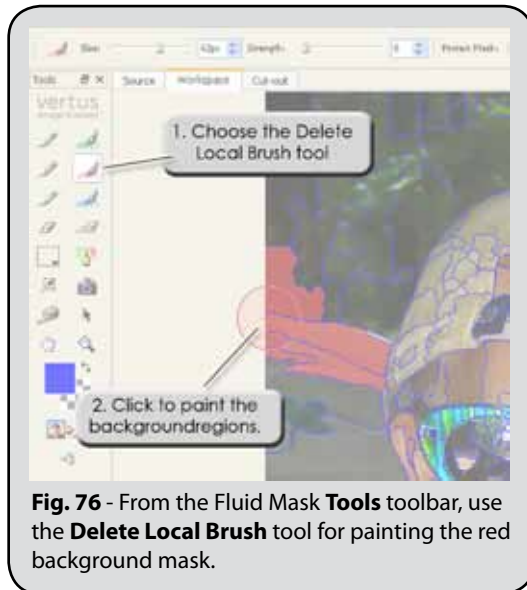 Size: 42px Strength: 8
Tools Source Workspace Cut-out
vertus
1. Choose the Delete
Local Brush tool
2. Click to paint the
backgroundregions.
Fig. 76 - From the Fluid Mask Tools toolbar, use
the Delete Local Brush tool for painting the red
background mask.